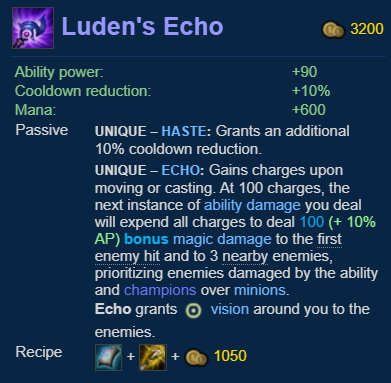 Luden's Echo 3200
Ability power: +90
Cooldown reduction: +10%
Mana: +600
Passive UNIQUE – HASTE: Grants an additional
10% cooldown reduction.
UNIQUE – ECHO: Gains charges upon
moving or casting. At 100 charges, the
next instance of ability damage you deal
will expend all charges to deal 100 (+ 10%
AP) bonus magic damage to the first
enemy hit and to 3 nearby enemies,
prioritizing enemies damaged by the ability
and champions over minions.
Echo grants vision around you to the
enemies.
Recipe + + 1050